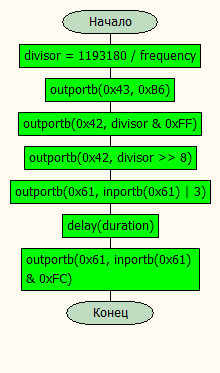 Начало
divisor = 1193180 / frequency
outportb(0x43, 0xB6)
outportb(0x42, divisor & 0xFF)
outportb(0x42, divisor >> 8)
outportb(0x61, inportb(0x61) | 3)
delay(duration)
outportb(0x61, inportb(0x61)
& 0xFC)
Конец